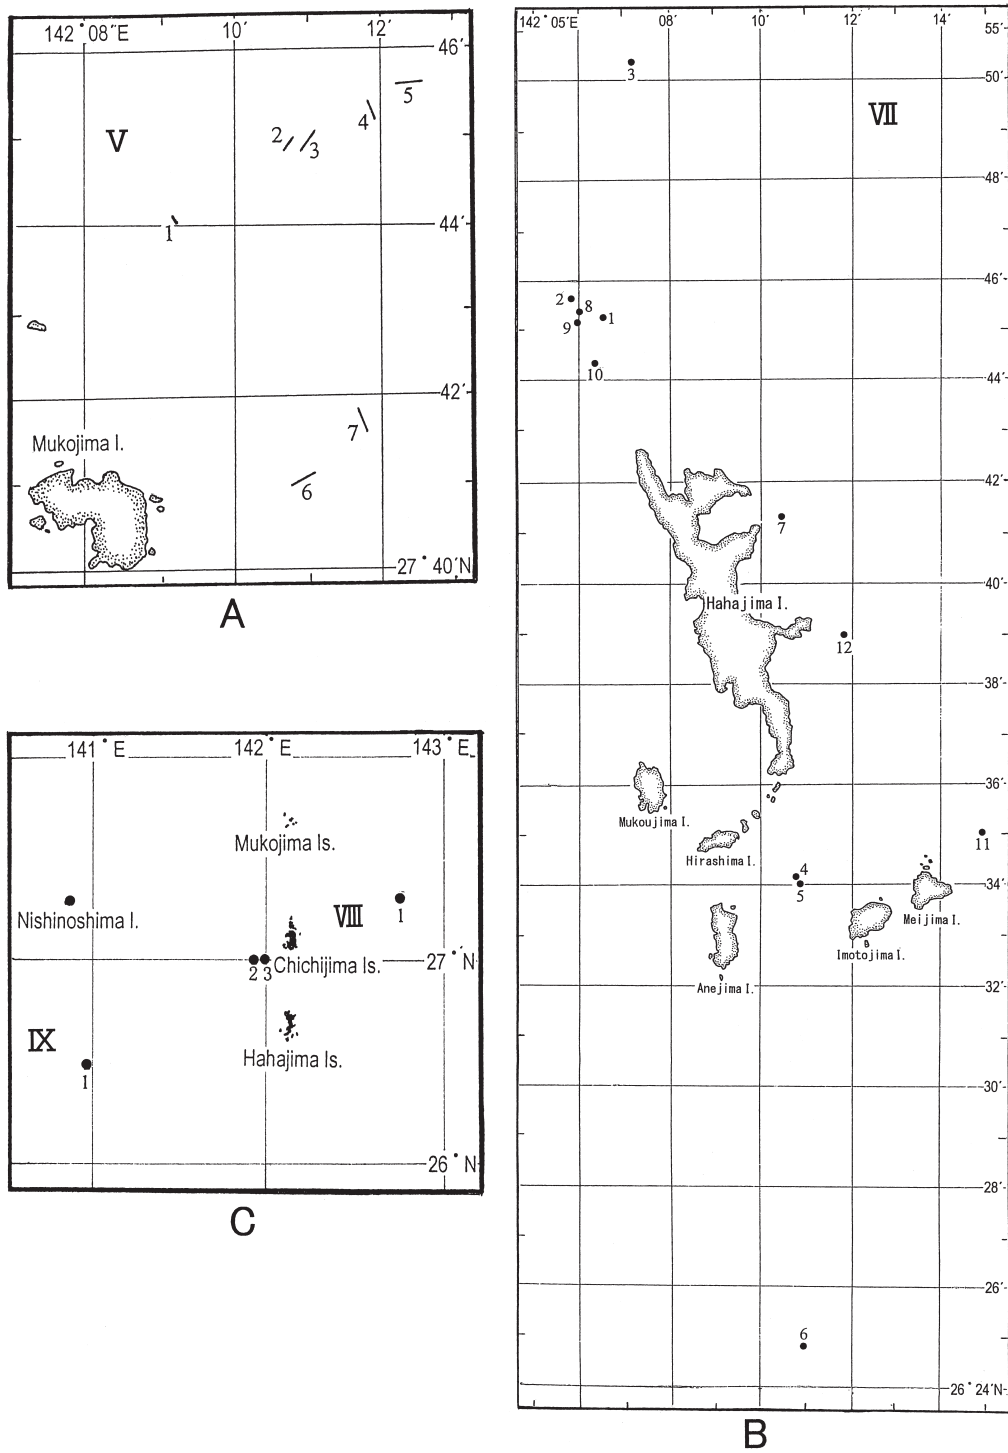 142°08′E 10′ 12′
46′
5
4
V
2 3
44′
1
42′
Mukojima I.
7
6
27°40′N
A
141°E 142°E 143°E
Mukojima Is.
Nishinoshima I.
VIII
1
2 3 Chichijima Is. 27°N
IX
1
Hahajima Is.
26°N
C
142°05′E 08′ 10′ 12′ 14′
55′
3
50′
VII
48′
46′
2
8
1
9
10
44′
42′
7
40′
Hahajima I.
12
38′
36′
Mukoujima I.
Hirashima I.
11
4
5
34′
Meijima I.
Imotojima I.
Anejima I.
32′
30′
28′
26′
6
26°24′N
B